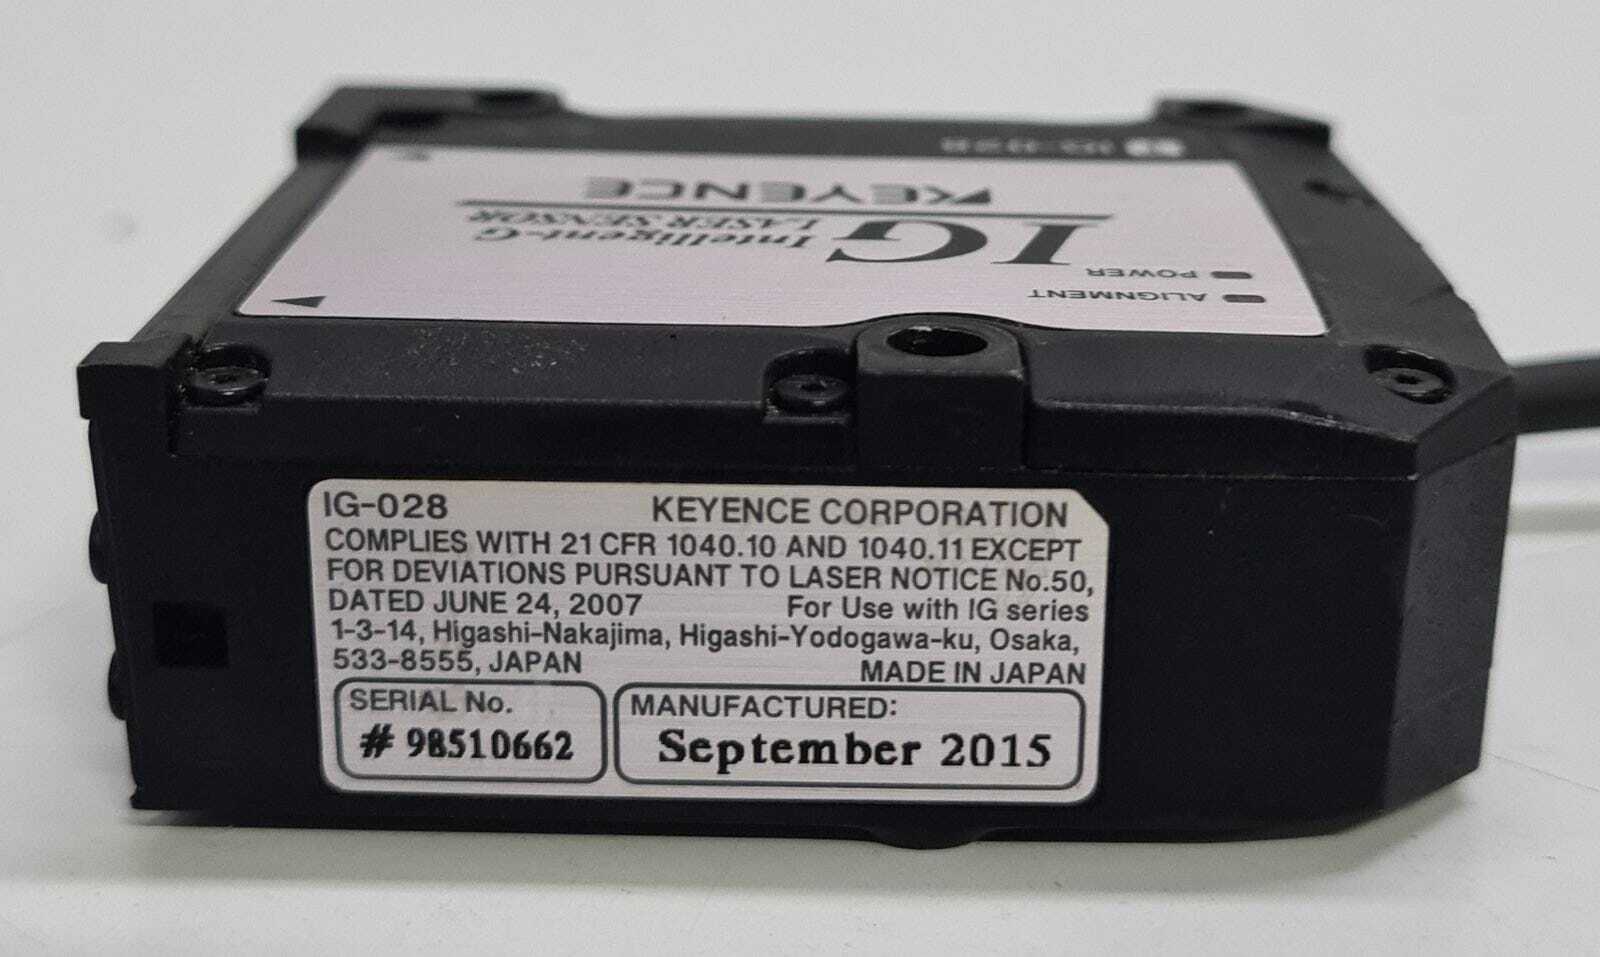 IG-028
KEYENCE
IG Intelligent-G
LASER SENSOR
POWER
ALIGNMENT
IG-028 KEYENCE CORPORATION
COMPLIES WITH 21 CFR 1040.10 AND 1040.11 EXCEPT
FOR DEVIATIONS PURSUANT TO LASER NOTICE No.50,
DATED JUNE 24, 2007 For Use with IG series
1-3-14, Higashi-Nakajima, Higashi-Yodogawa-ku, Osaka,
533-8555, JAPAN MADE IN JAPAN
SERIAL No. MANUFACTURED:
# 98510662 September 2015